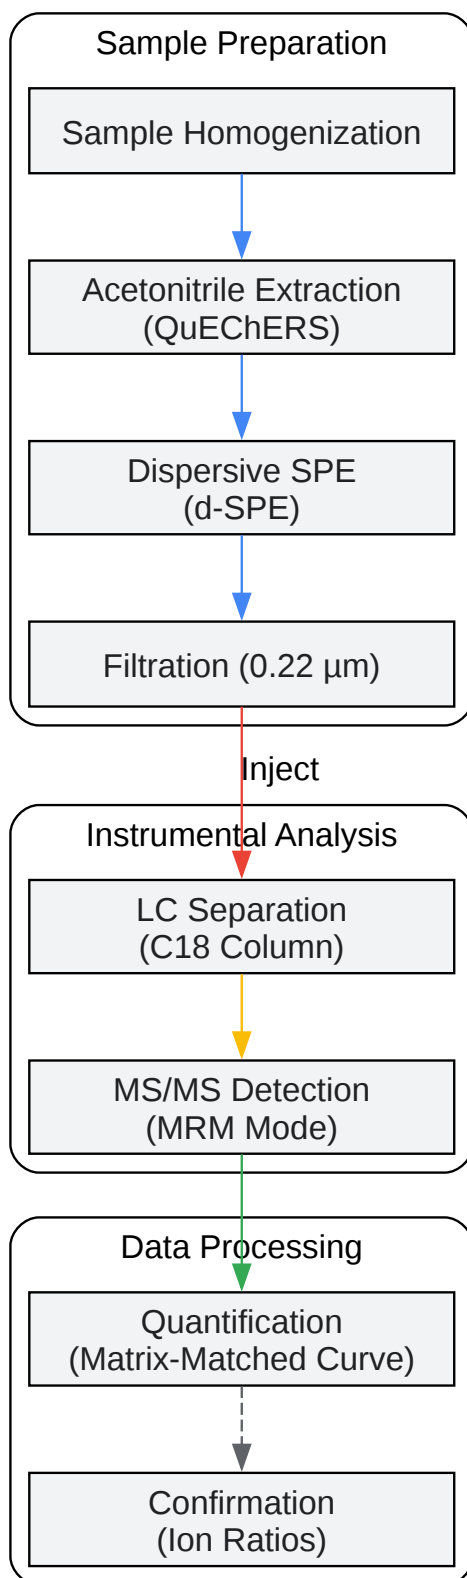 Sample Preparation
Sample Homogenization
Acetonitrile Extraction
(QuEChERS)
Dispersive SPE
(d-SPE)
Filtration (0.22 µm)
Inject
Instrumental Analysis
LC Separation
(C18 Column)
MS/MS Detection
(MRM Mode)
Data Processing
Quantification
(Matrix-Matched Curve)
Confirmation
(Ion Ratios)